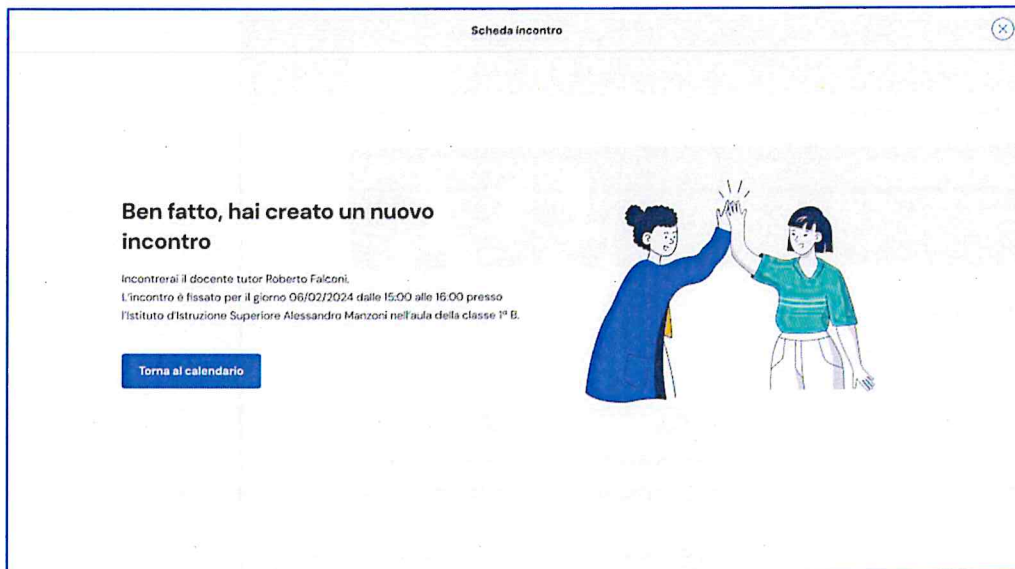 Scheda incontro
Ben fatto, hai creato un nuovo
incontro
Incontrerai il docente tutor Roberto Falconi.
L'incontro è fissato per il giorno 06/02/2024 dalle 15:00 alle 16:00 presso
l'Istituto d'Istruzione Superiore Alessandro Manzoni nell'aula della classe 1ª B.
Torna al calendario